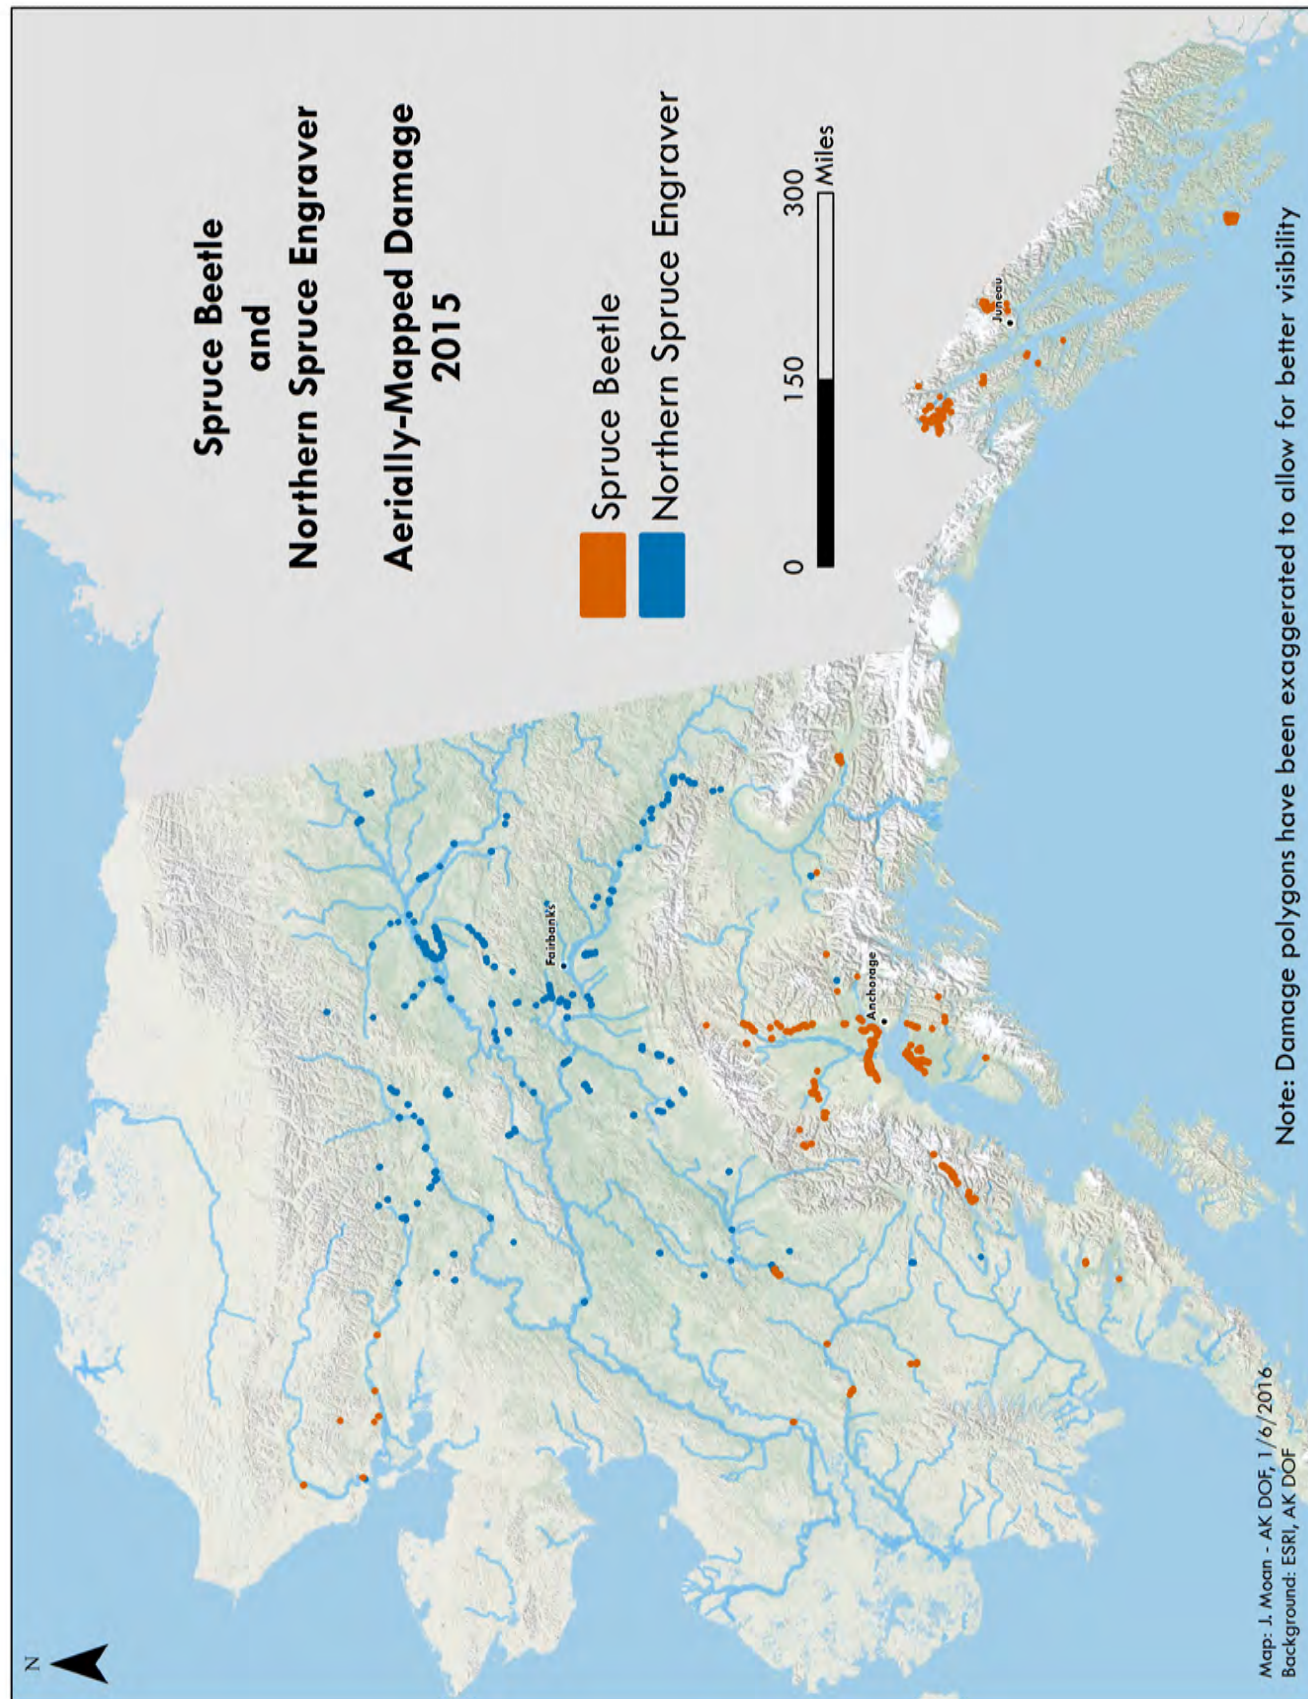 N
Spruce Beetle
and
Northern Spruce Engraver
Aerially-Mapped Damage
2015
Spruce Beetle
Northern Spruce Engraver
0 150 300
Miles
Fairbanks
Anchorage
Juneau
Map: J. Moan - AK DOF, 1/6/2016
Background: ESRI, AK DOF
Note: Damage polygons have been exaggerated to allow for better visibility